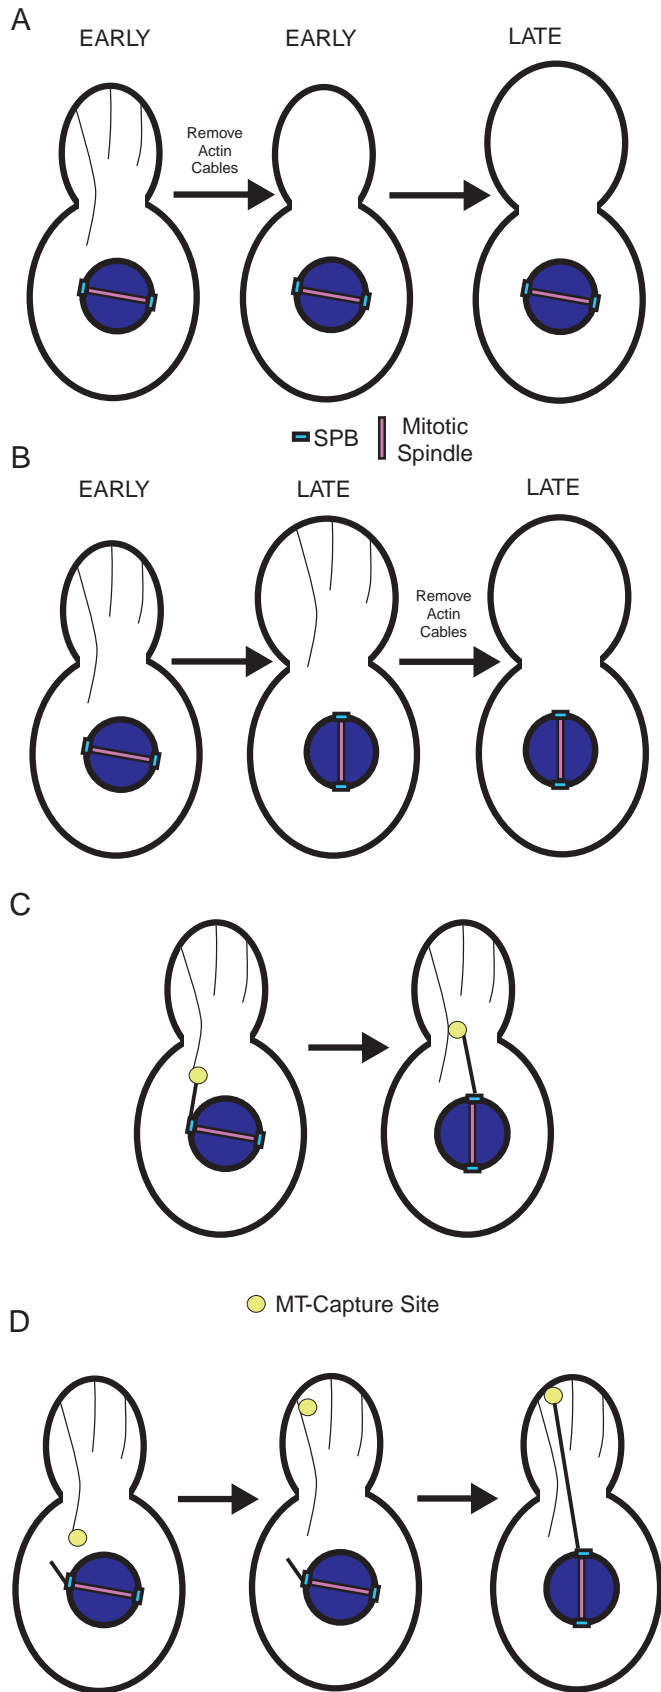 A
EARLY
EARLY
LATE
Remove
Actin
Cables
SPB
Mitotic
Spindle
B
EARLY
LATE
LATE
Remove
Actin
Cables
C
MT-Capture Site
D